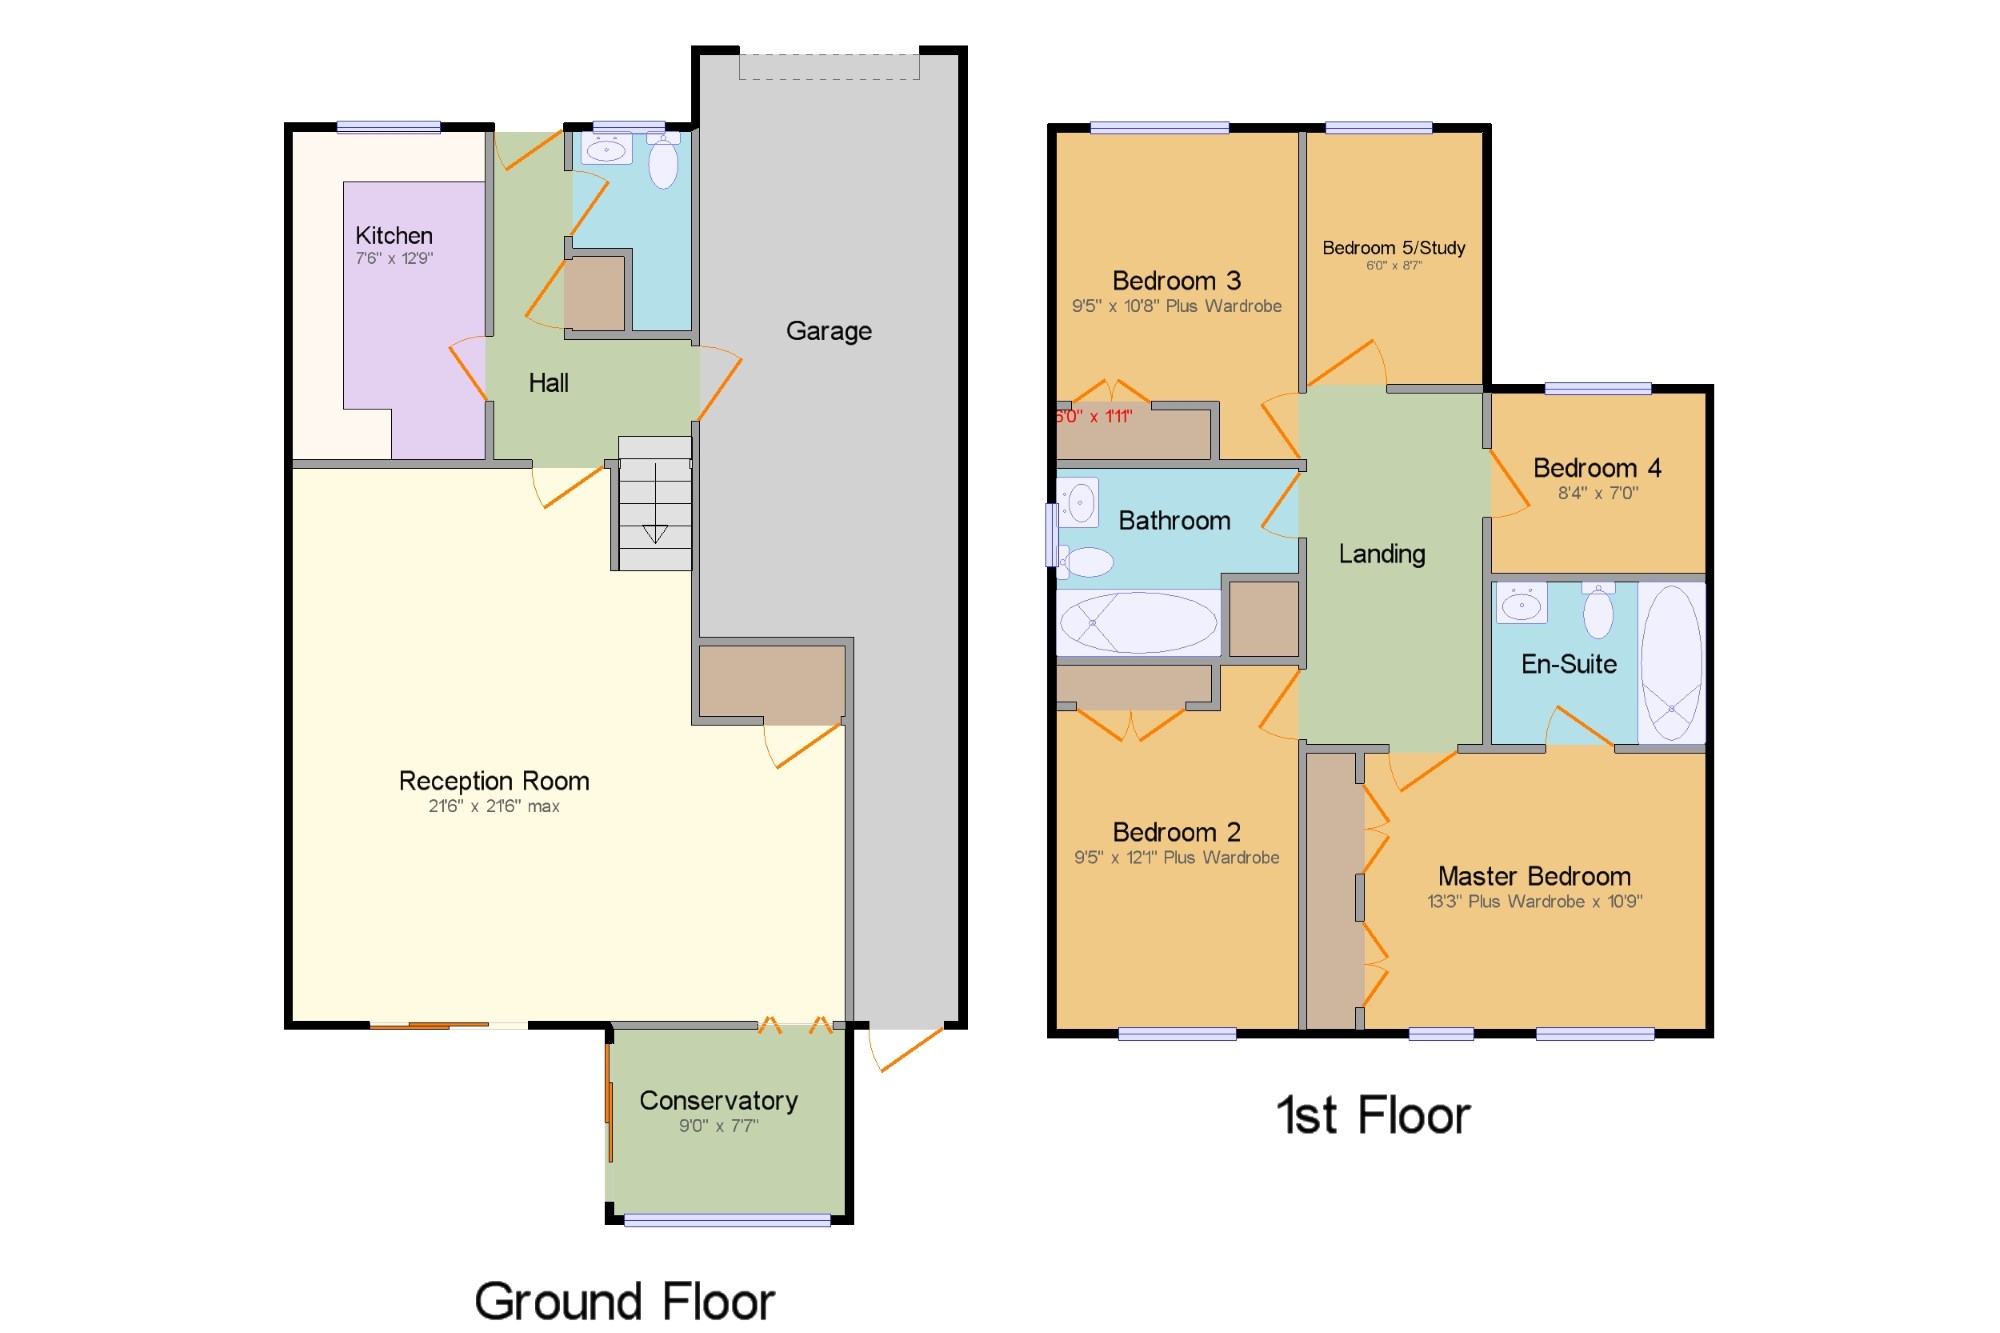 Kitchen
7'6" x 12'9"
Hall
Garage
Reception Room
21'6" x 21'6" max
Conservatory
9'0" x 7'7"
Ground Floor
Bedroom 3
9'5" x 10'8" Plus Wardrobe
6'0" x 1'11"
Bedroom 5/Study
6'0" x 8'7"
Bedroom 4
8'4" x 7'0"
Bathroom
Landing
En-Suite
Bedroom 2
9'5" x 12'1" Plus Wardrobe
Master Bedroom
13'3" Plus Wardrobe x 10'9"
1st Floor